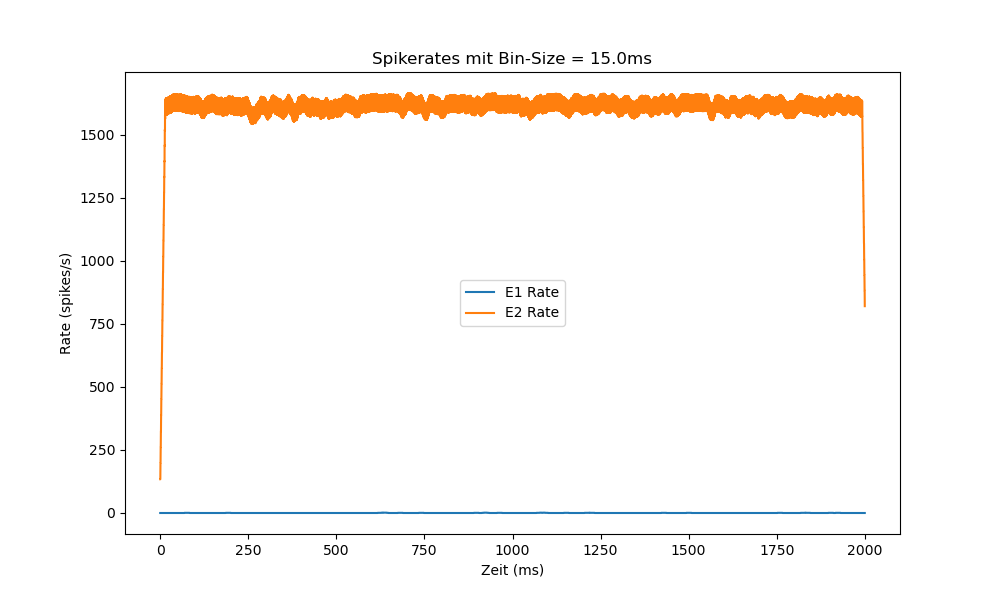 Spikerates mit Bin-Size = 15.0ms
Rate (spikes/s)
1500
1250
1000
750
500
250
0
E1 Rate
E2 Rate
0 250 500 750 1000 1250 1500 1750 2000
Zeit (ms)